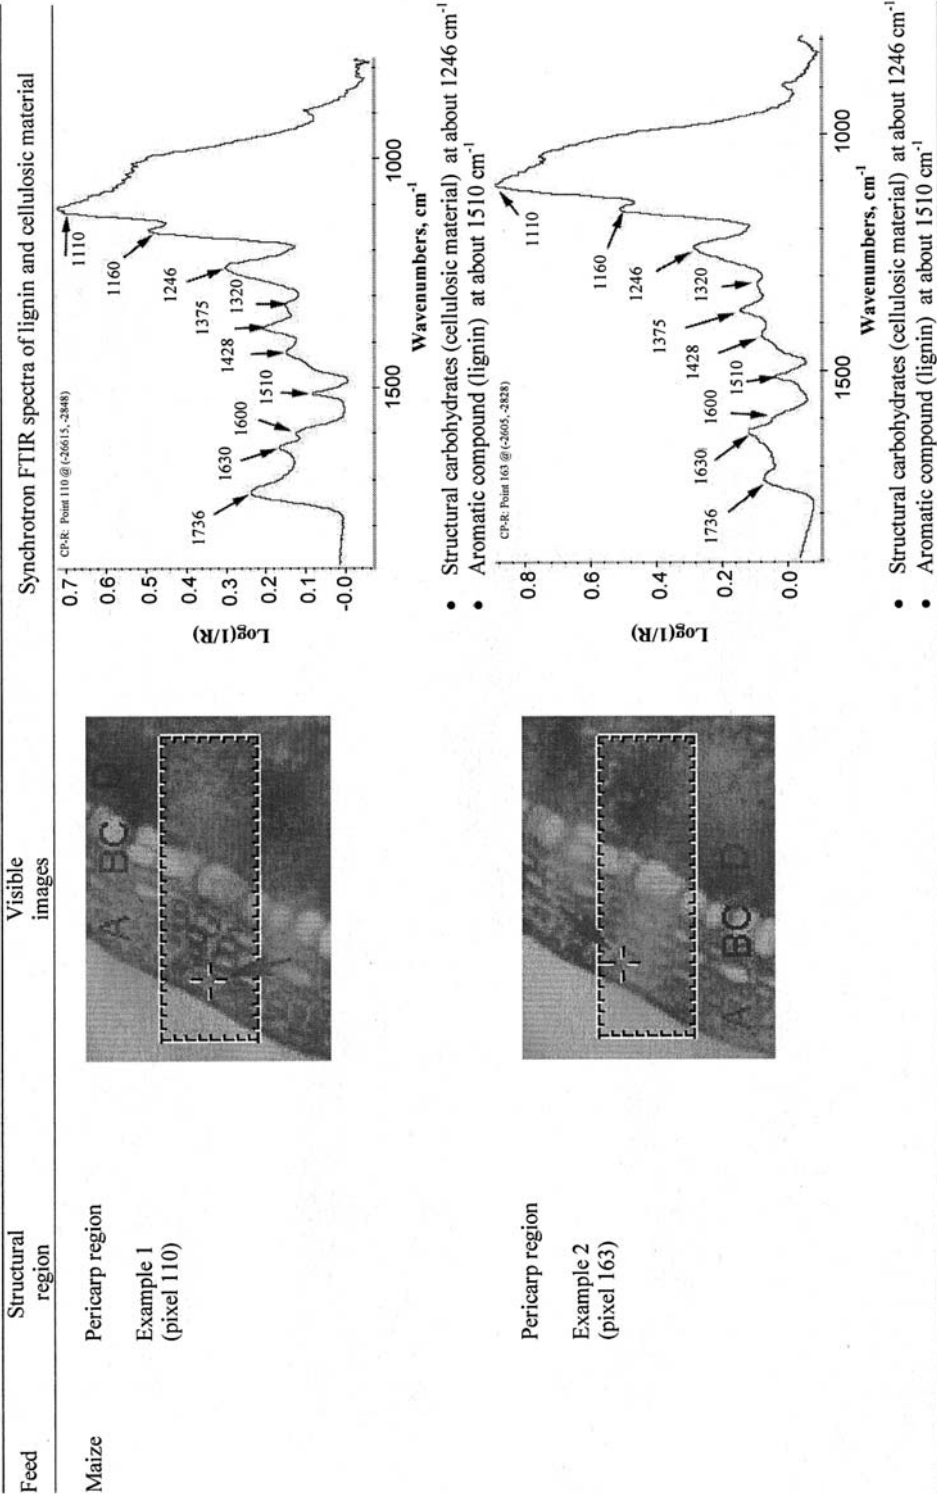 Feed
Structural region
Visible images
Synchrotron FTIR spectra of lignin and cellulosic material
Maize
Pericarp region
Example 1
(pixel 110)
A BC D
CP-R: Point 110 @ (-26615, -2848)
0.7
0.6
0.5
0.4
0.3
0.2
0.1
-0.0
Log(1/R)
1736
1630
1600
1510
1428
1375
1320
1246
1160
1110
1500
1000
Wavenumbers, cm-1
• Structural carbohydrates (cellulosic material) at about 1246 cm-1
• Aromatic compound (lignin) at about 1510 cm-1
Pericarp region
Example 2
(pixel 163)
A BC D
CP-R: Point 163 @ (-2605, -2828)
0.8
0.6
0.4
0.2
0.0
Log(1/R)
1736
1630
1600
1510
1428
1375
1320
1246
1160
1110
1500
1000
Wavenumbers, cm-1
• Structural carbohydrates (cellulosic material) at about 1246 cm-1
• Aromatic compound (lignin) at about 1510 cm-1